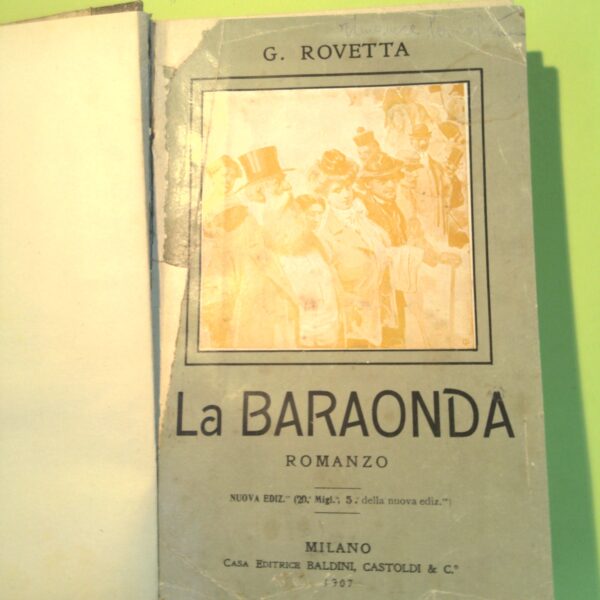 G. ROVETTA
La BARAONDA
ROMANZO
NUOVA EDIZ.ⁿᵉ (20.° Migl.°, 5.° della nuova ediz.ⁿᵉ)
MILANO
CASA EDITRICE BALDINI, CASTOLDI & C.°
1907